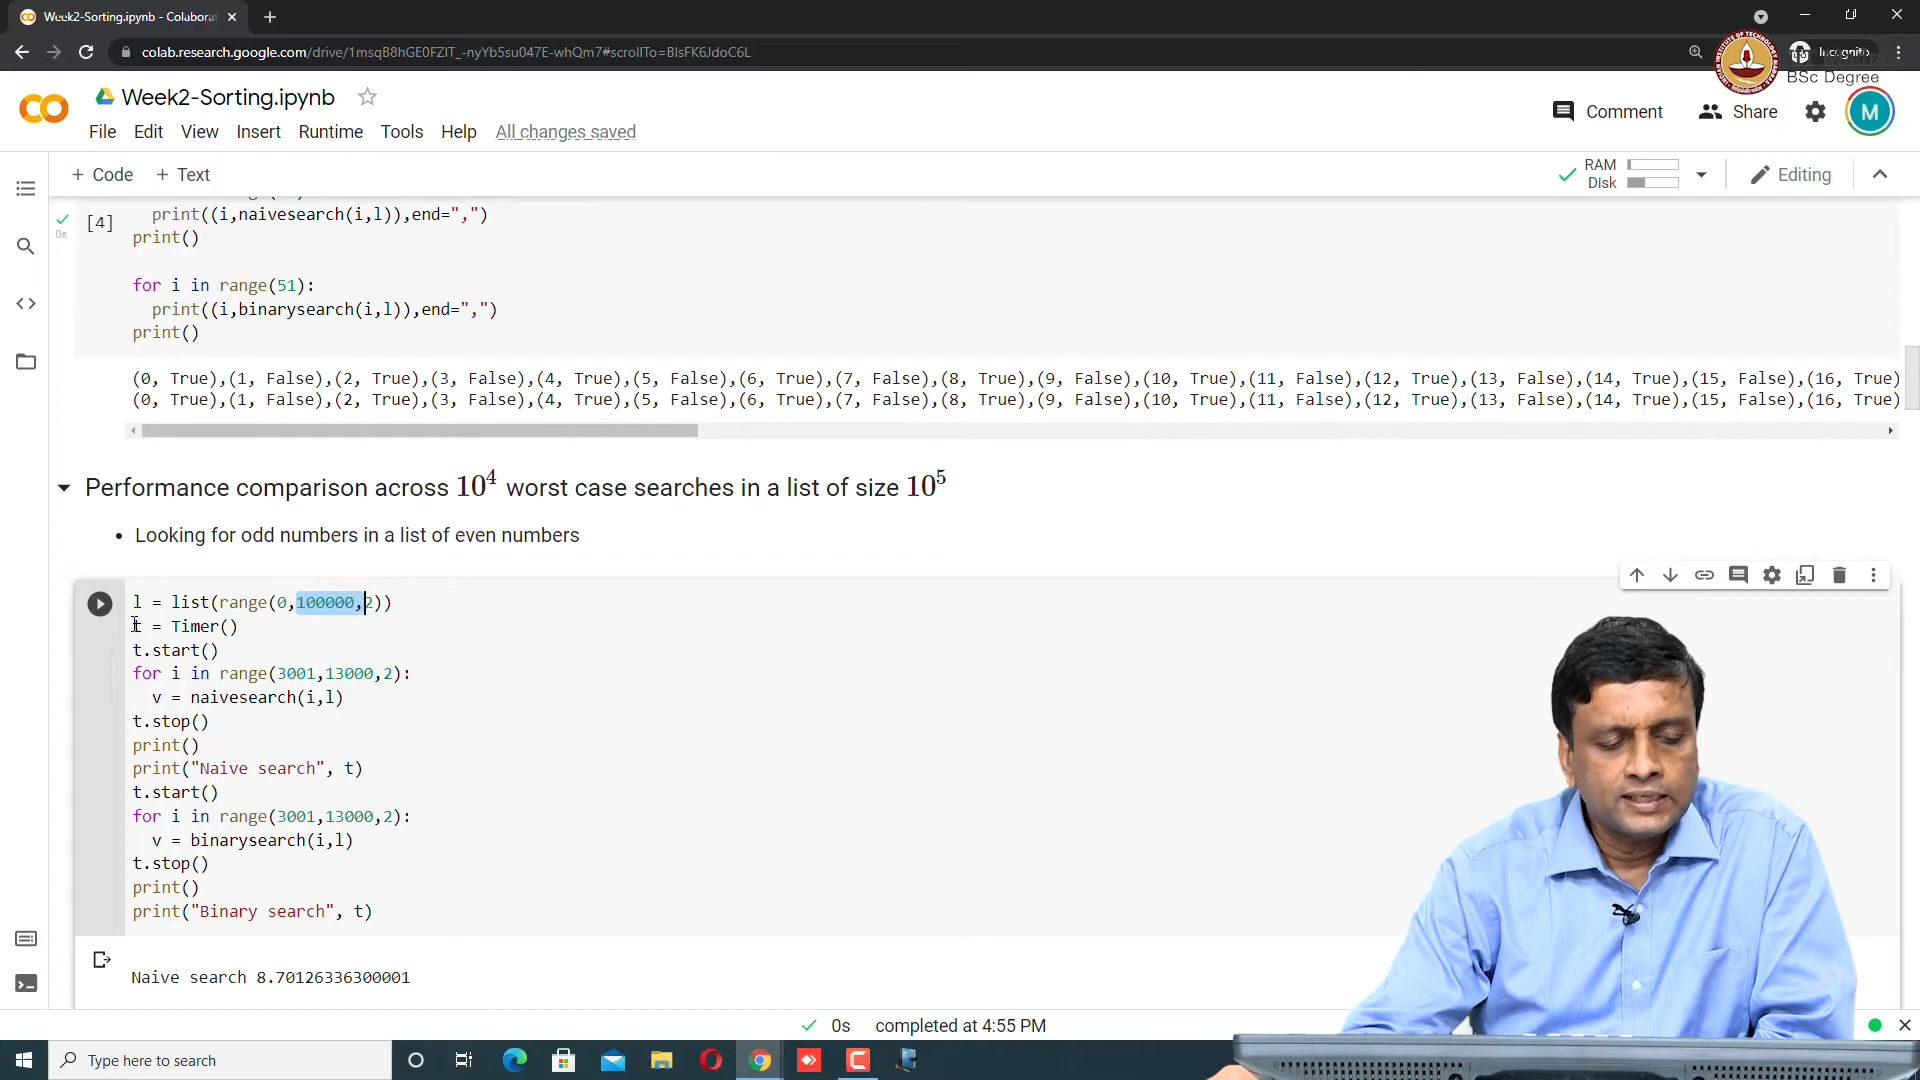 Week2-Sorting.ipynb - Colabora
colab.research.google.com/drive/1msqB8hGE0FZIT_-nyYb5su047E-whQm7#scrollTo=BlsFK6JdoC6L
Incognito
BSc Degree
Week2-Sorting.ipynb
File Edit View Insert Runtime Tools Help All changes saved
Comment Share M
+ Code + Text
RAM
Disk
Editing
[4]
0s
print((i,naivesearch(i,l)),end=",")
print()
for i in range(51):
print((i,binarysearch(i,l)),end=",")
print()
(0, True),(1, False),(2, True),(3, False),(4, True),(5, False),(6, True),(7, False),(8, True),(9, False),(10, True),(11, False),(12, True),(13, False),(14, True),(15, False),(16, True)
(0, True),(1, False),(2, True),(3, False),(4, True),(5, False),(6, True),(7, False),(8, True),(9, False),(10, True),(11, False),(12, True),(13, False),(14, True),(15, False),(16, True)
Performance comparison across 10⁴ worst case searches in a list of size 10⁵
• Looking for odd numbers in a list of even numbers
l = list(range(0,100000,2))
t = Timer()
t.start()
for i in range(3001,13000,2):
v = naivesearch(i,l)
t.stop()
print()
print("Naive search", t)
t.start()
for i in range(3001,13000,2):
v = binarysearch(i,l)
t.stop()
print()
print("Binary search", t)
Naive search 8.70126336300001
0s completed at 4:55 PM
Type here to search